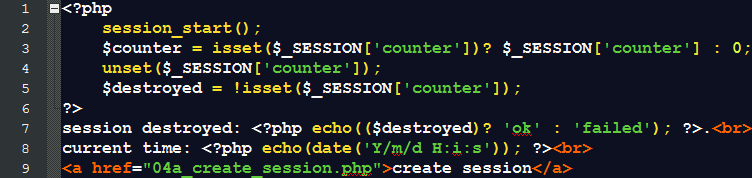 1 <?php
2 session_start();
3 $counter = isset($_SESSION['counter'])? $_SESSION['counter'] : 0;
4 unset($_SESSION['counter']);
5 $destroyed = !isset($_SESSION['counter']);
6 ?>
7 session destroyed: <?php echo(($destroyed)? 'ok' : 'failed'); ?>.<br>
8 current time: <?php echo(date('Y/m/d H:i:s')); ?><br>
9 <a href="04a_create_session.php">create session</a>